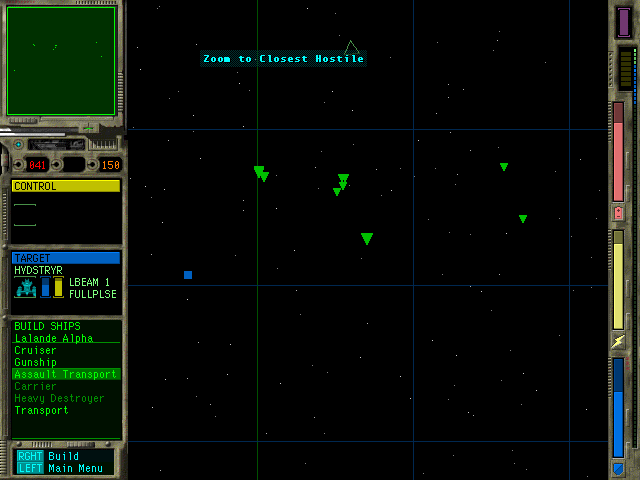 Zoom to Closest Hostile
041 150
CONTROL
TARGET
HYDSTRYR
LBEAM 1
FULLPLSE
BUILD SHIPS
Lalande Alpha
Cruiser
Gunship
Assault Transport
Carrier
Heavy Destroyer
Transport
RGHT Build
LEFT Main Menu